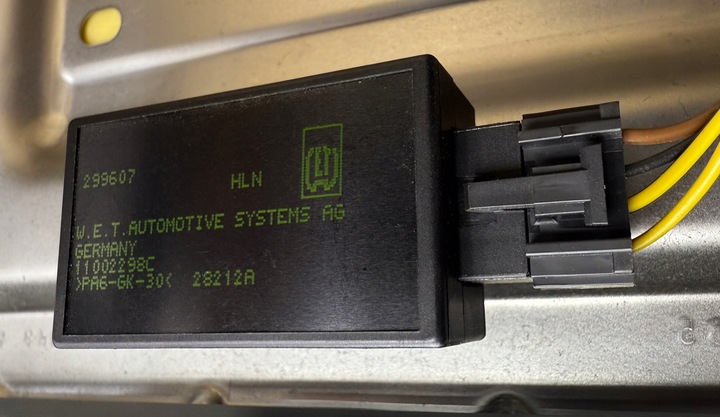 299607 HLN
W.E.T.AUTOMOTIVE SYSTEMS AG
GERMANY
11002298C
>PA6-GK-30< 28212A